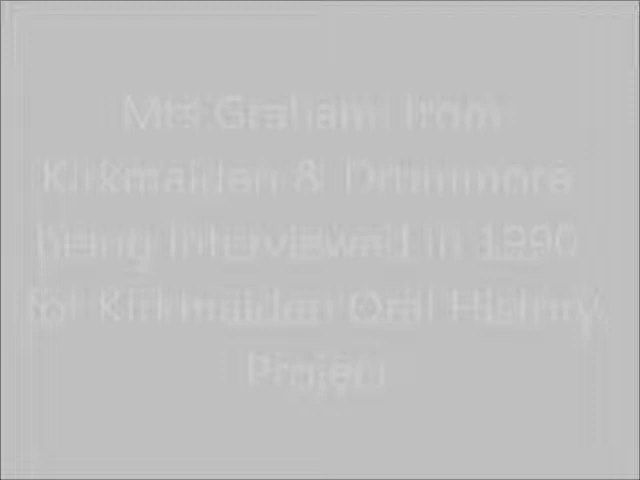 Mrs Graham from
Kirkmaiden & Drummore
being interviewed in 1990
for Kirkmaiden Oral History
Project